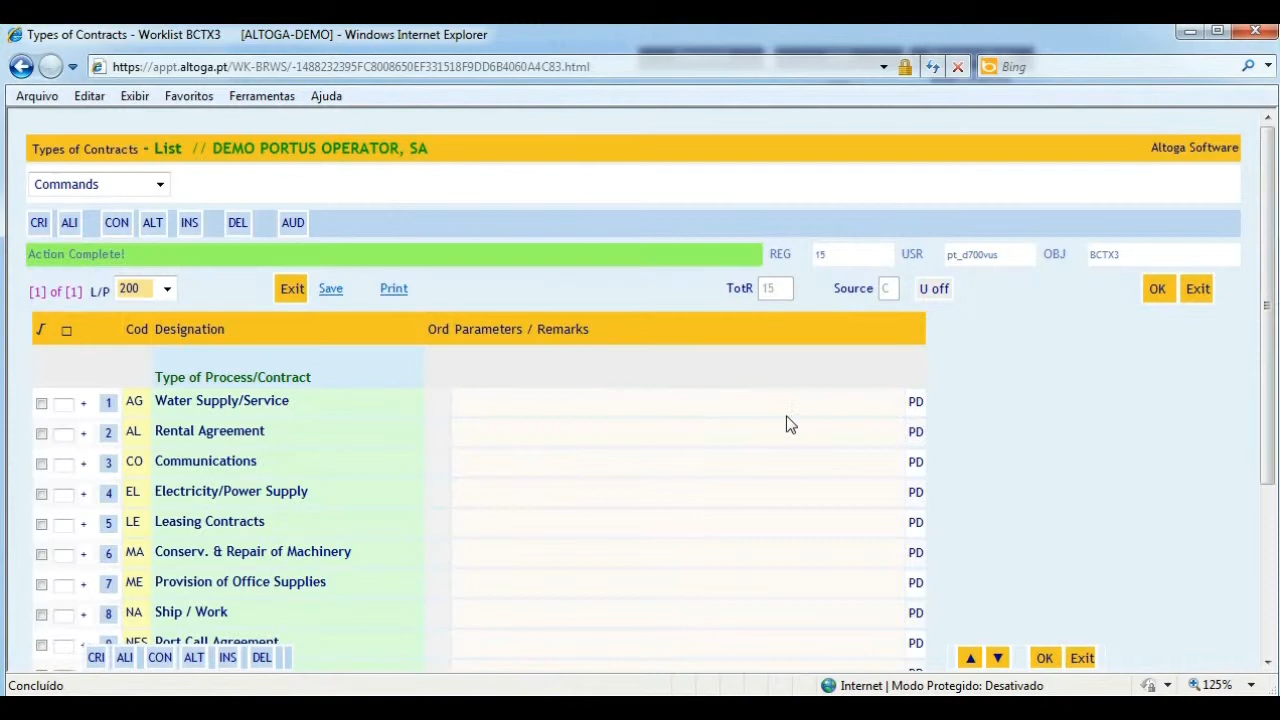 Types of Contracts - Worklist BCTX3 [ALTOGA-DEMO] - Windows Internet Explorer
https://appt.altoga.pt/WK-BRWS/-1488232395FC8008650EF331518F9DD6B4060A4C83.html
Bing
Arquivo Editar Exibir Favoritos Ferramentas Ajuda
Types of Contracts - List // DEMO PORTUS OPERATOR, SA Altoga Software
Commands
CRI ALI CON ALT INS DEL AUD
Action Complete! REG 15 USR pt_d700vus OBJ BCTX3
[1] of [1] L/P 200 Exit Save Print TotR 15 Source C U off OK Exit
√ Cod Designation Ord Parameters / Remarks
Type of Process/Contract
+ 1 AG Water Supply/Service PD
+ 2 AL Rental Agreement PD
+ 3 CO Communications PD
+ 4 EL Electricity/Power Supply PD
+ 5 LE Leasing Contracts PD
+ 6 MA Conserv. & Repair of Machinery PD
+ 7 ME Provision of Office Supplies PD
+ 8 NA Ship / Work PD
9 NES Port Call Agreement PD
CRI ALI CON ALT INS DEL ▲ ▼ OK Exit
Concluído Internet | Modo Protegido: Desativado 125%